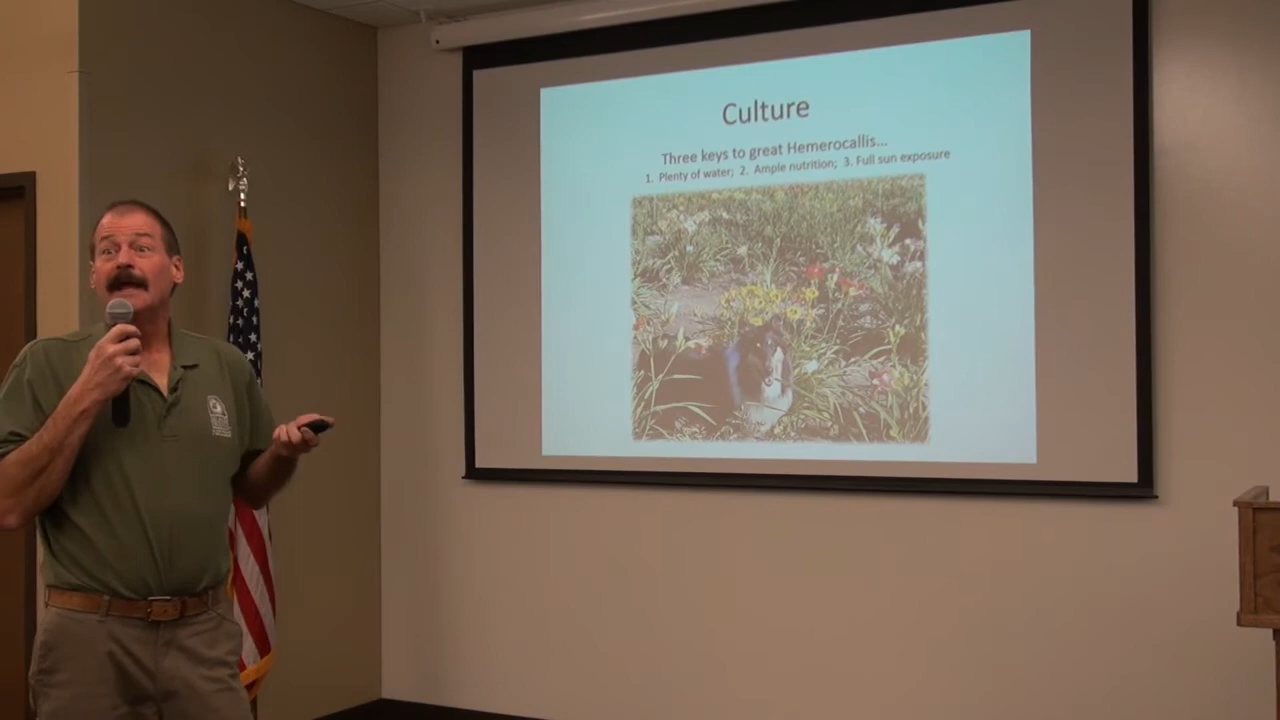 Culture
Three keys to great Hemerocallis...
1. Plenty of water; 2. Ample nutrition; 3. Full sun exposure